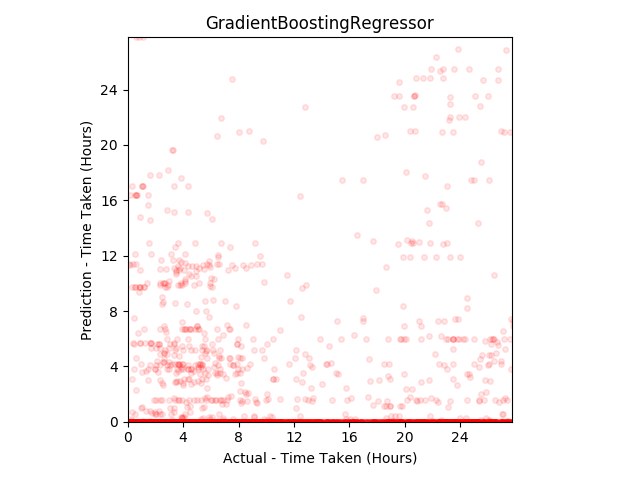 GradientBoostingRegressor
Prediction - Time Taken (Hours)
24
20
16
12
8
4
0
0 4 8 12 16 20 24
Actual - Time Taken (Hours)